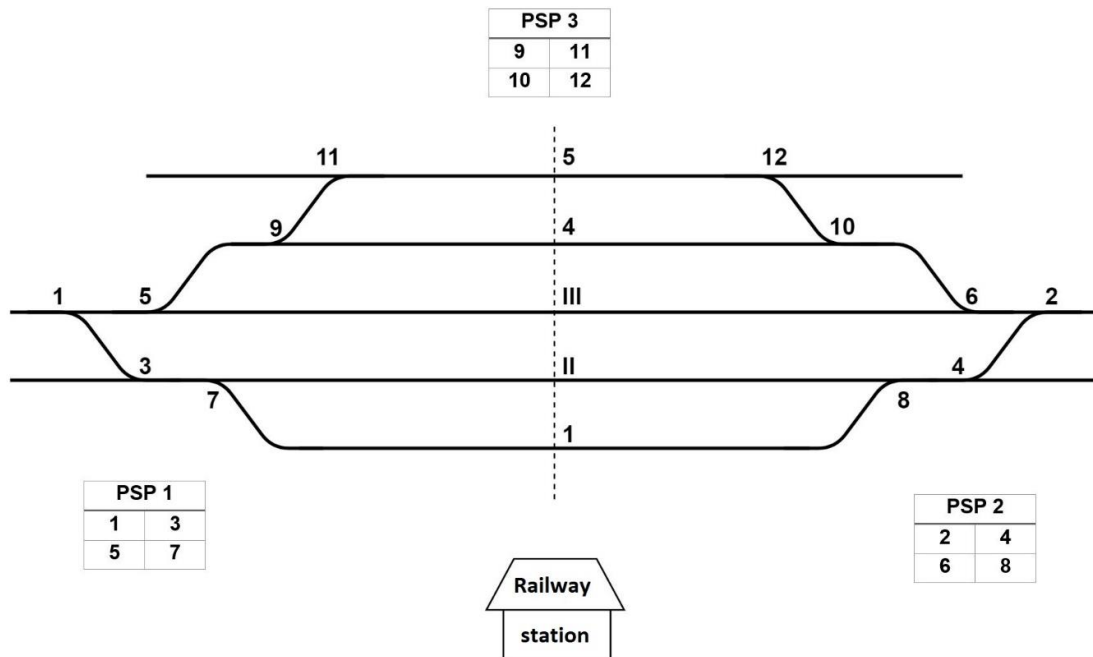 PSP 3
9 11
10 12
11 5 12
9 4 10
1 5 III 6 2
3 II 4
7 8
1
PSP 1
1 3
5 7
PSP 2
2 4
6 8
Railway
station